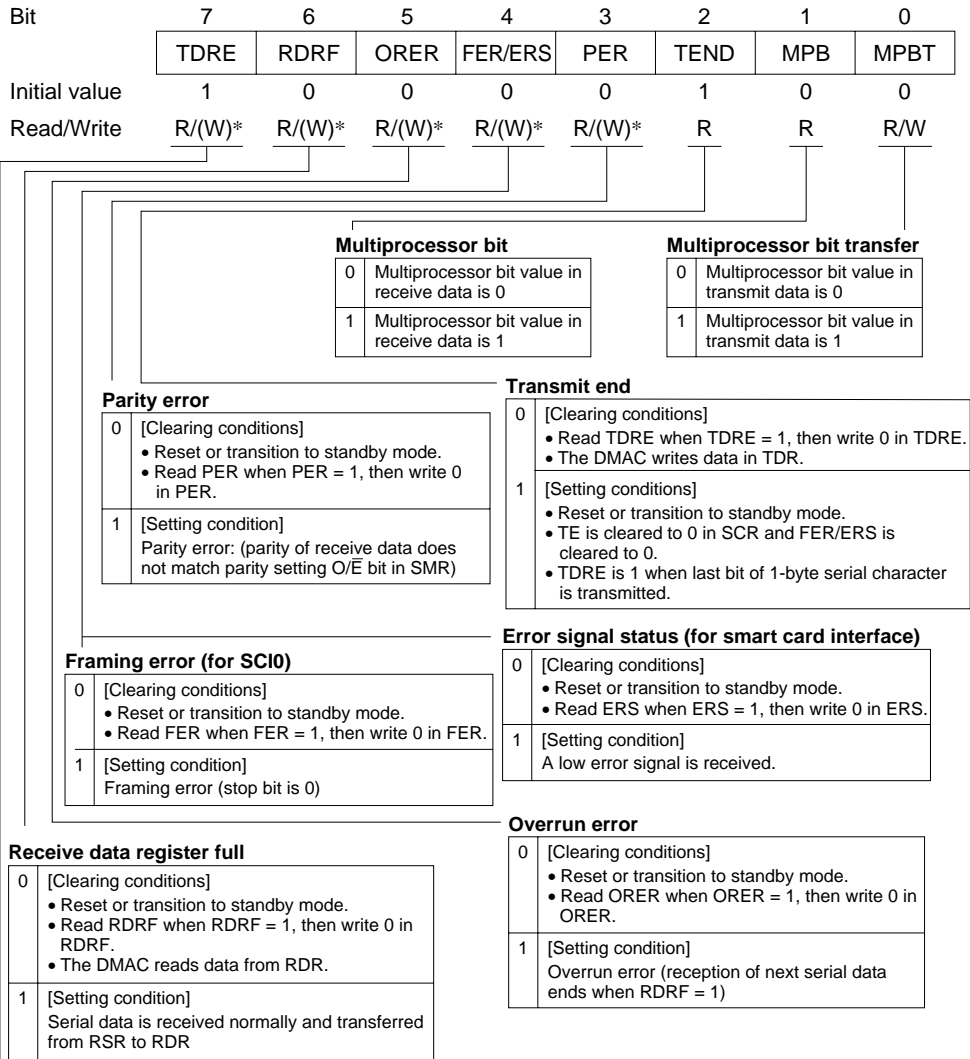 Bit 7 6 5 4 3 2 1 0
TDRE RDRF ORER FER/ERS PER TEND MPB MPBT
Initial value 1 0 0 0 0 1 0 0
Read/Write R/(W)* R/(W)* R/(W)* R/(W)* R/(W)* R R R/W
Multiprocessor bit
0 Multiprocessor bit value in
receive data is 0
1 Multiprocessor bit value in
receive data is 1
Multiprocessor bit transfer
0 Multiprocessor bit value in
transmit data is 0
1 Multiprocessor bit value in
transmit data is 1
Parity error
0 [Clearing conditions]
• Reset or transition to standby mode.
• Read PER when PER = 1, then write 0
in PER.
1 [Setting condition]
Parity error: (parity of receive data does
not match parity setting O/E̅ bit in SMR)
Transmit end
0 [Clearing conditions]
• Read TDRE when TDRE = 1, then write 0 in TDRE.
• The DMAC writes data in TDR.
1 [Setting conditions]
• Reset or transition to standby mode.
• TE is cleared to 0 in SCR and FER/ERS is
cleared to 0.
• TDRE is 1 when last bit of 1-byte serial character
is transmitted.
Framing error (for SCI0)
0 [Clearing conditions]
• Reset or transition to standby mode.
• Read FER when FER = 1, then write 0 in FER.
1 [Setting condition]
Framing error (stop bit is 0)
Error signal status (for smart card interface)
0 [Clearing conditions]
• Reset or transition to standby mode.
• Read ERS when ERS = 1, then write 0 in ERS.
1 [Setting condition]
A low error signal is received.
Receive data register full
0 [Clearing conditions]
• Reset or transition to standby mode.
• Read RDRF when RDRF = 1, then write 0 in
RDRF.
• The DMAC reads data from RDR.
1 [Setting condition]
Serial data is received normally and transferred
from RSR to RDR
Overrun error
0 [Clearing conditions]
• Reset or transition to standby mode.
• Read ORER when ORER = 1, then write 0 in
ORER.
1 [Setting condition]
Overrun error (reception of next serial data
ends when RDRF = 1)